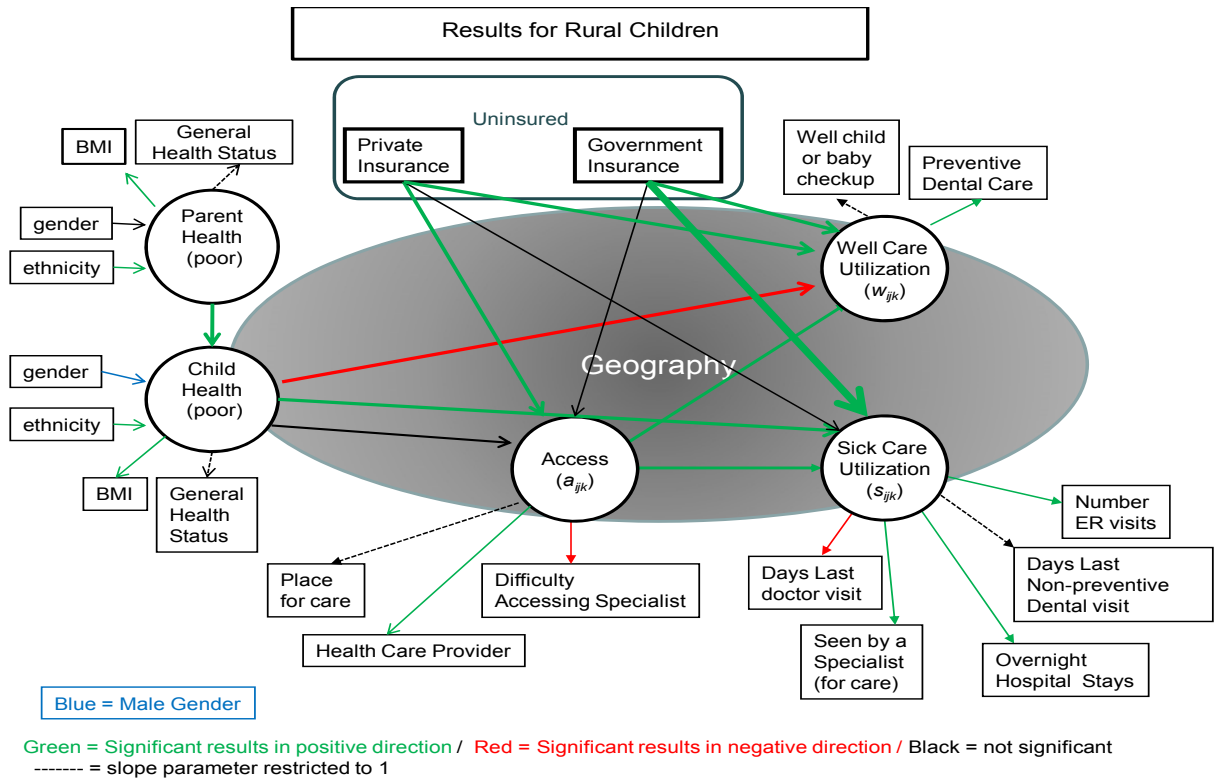 Results for Rural Children
Uninsured
Private
Insurance
Government
Insurance
BMI
General
Health Status
Well child
or baby
checkup
Preventive
Dental Care
gender
ethnicity
Parent
Health
(poor)
Well Care
Utilization
(wijk)
Geography
gender
ethnicity
Child
Health
(poor)
BMI
General
Health
Status
Access
(aijk)
Sick Care
Utilization
(sijk)
Number
ER visits
Place
for care
Difficulty
Accessing Specialist
Days Last
doctor visit
Days Last
Non-preventive
Dental visit
Health Care Provider
Seen by a
Specialist
(for care)
Overnight
Hospital Stays
Blue = Male Gender
Green = Significant results in positive direction / Red = Significant results in negative direction / Black = not significant
------- = slope parameter restricted to 1